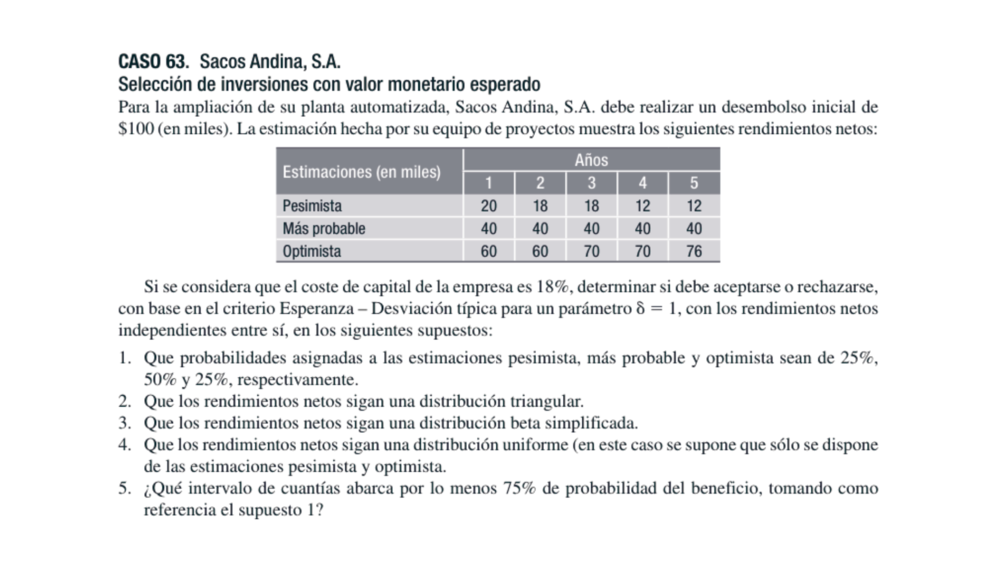 CASO 63. Sacos Andina, S.A.
Selección de inversiones con valor monetario esperado
Para la ampliación de su planta automatizada, Sacos Andina, S.A. debe realizar un desembolso inicial de
$100 (en miles). La estimación hecha por su equipo de proyectos muestra los siguientes rendimientos netos:
Estimaciones (en miles) Años
1 2 3 4 5
Pesimista 20 18 18 12 12
Más probable 40 40 40 40 40
Optimista 60 60 70 70 76
Si se considera que el coste de capital de la empresa es 18%, determinar si debe aceptarse o rechazarse,
con base en el criterio Esperanza – Desviación típica para un parámetro δ = 1, con los rendimientos netos
independientes entre sí, en los siguientes supuestos:
1. Que probabilidades asignadas a las estimaciones pesimista, más probable y optimista sean de 25%,
50% y 25%, respectivamente.
2. Que los rendimientos netos sigan una distribución triangular.
3. Que los rendimientos netos sigan una distribución beta simplificada.
4. Que los rendimientos netos sigan una distribución uniforme (en este caso se supone que sólo se dispone
de las estimaciones pesimista y optimista.
5. ¿Qué intervalo de cuantías abarca por lo menos 75% de probabilidad del beneficio, tomando como
referencia el supuesto 1?